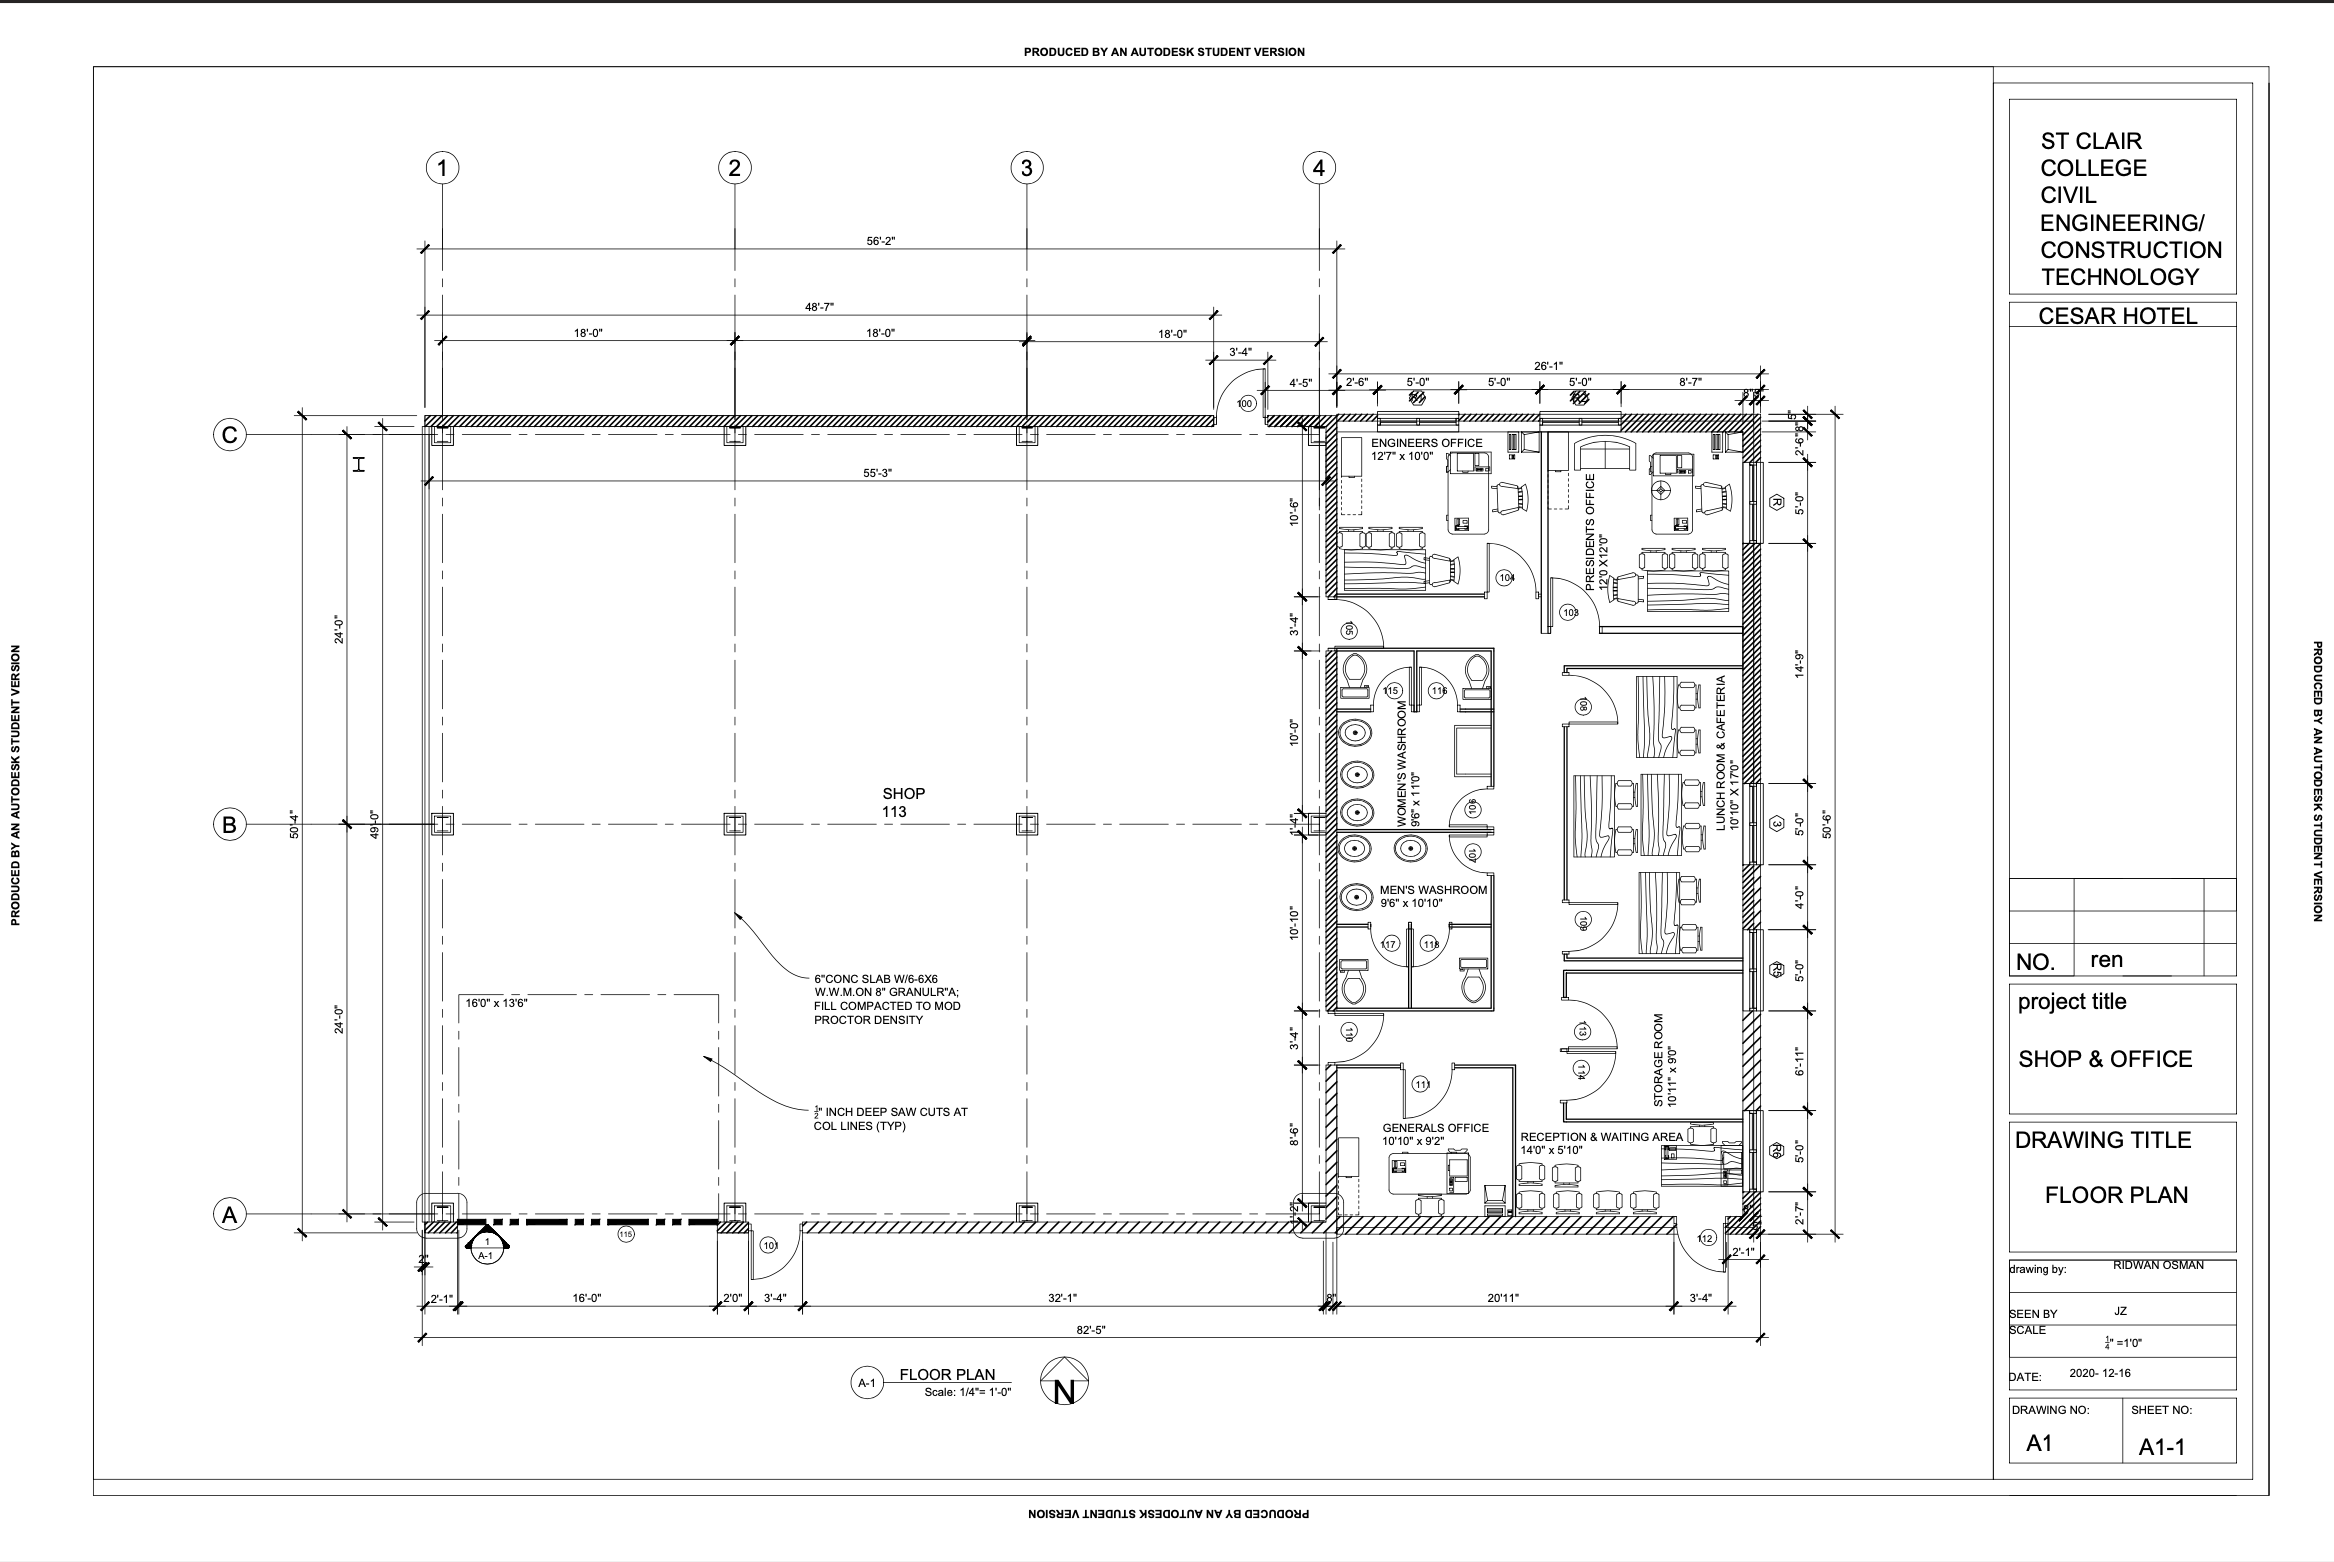 PRODUCED BY AN AUTODESK STUDENT VERSION
1
2
3
4
56'-2"
48'-7"
18'-0"
18'-0"
18'-0"
3'-4"
4'-5"
26'-1"
2'-6"
5'-0"
5'-0"
5'-0"
8'-7"
100
C
B
A
H
24'-0"
24'-0"
50'-4"
49'-0"
55'-3"
10'-6"
3'-4"
10'-0"
1'-4"
10'-10"
3'-4"
8'-6"
ENGINEERS OFFICE
12'7" x 10'0"
104
PRESIDENTS OFFICE
12'0 X12'0"
103
105
115
116
WOMEN'S WASHROOM
9'6" x 11'0"
106
107
MEN'S WASHROOM
9'6" x 10'10"
117
118
108
LUNCH ROOM & CAFETERIA
10'10" X 17'0"
109
110
113
114
STORAGE ROOM
10'11" x 9'0"
111
GENERALS OFFICE
10'10" x 9'2"
RECEPTION & WAITING AREA
14'0" x 5'10"
112
2'-6"
R
5'-0"
14'-9"
3
5'-0"
4'-0"
R5
5'-0"
6'-11"
R6
5'-0"
2'-7"
50'-6"
SHOP
113
6"CONC SLAB W/6-6X6
W.W.M.ON 8" GRANULR"A;
FILL COMPACTED TO MOD
PROCTOR DENSITY
16'0" x 13'6"
1/2" INCH DEEP SAW CUTS AT
COL LINES (TYP)
1
A-1
115
101
2"
2'-1"
16'-0"
2'0"
3'-4"
32'-1"
8"
20'11"
3'-4"
2'-1"
82'-5"
A-1
FLOOR PLAN
Scale: 1/4"= 1'-0"
N
ST CLAIR
COLLEGE
CIVIL
ENGINEERING/
CONSTRUCTION
TECHNOLOGY
CESAR HOTEL
NO.
ren
project title
SHOP & OFFICE
DRAWING TITLE
FLOOR PLAN
drawing by:
RIDWAN OSMAN
SEEN BY
JZ
SCALE
1/4" =1'0"
DATE:
2020- 12-16
DRAWING NO:
A1
SHEET NO:
A1-1
PRODUCED BY AN AUTODESK STUDENT VERSION
PRODUCED BY AN AUTODESK STUDENT VERSION
PRODUCED BY AN AUTODESK STUDENT VERSION